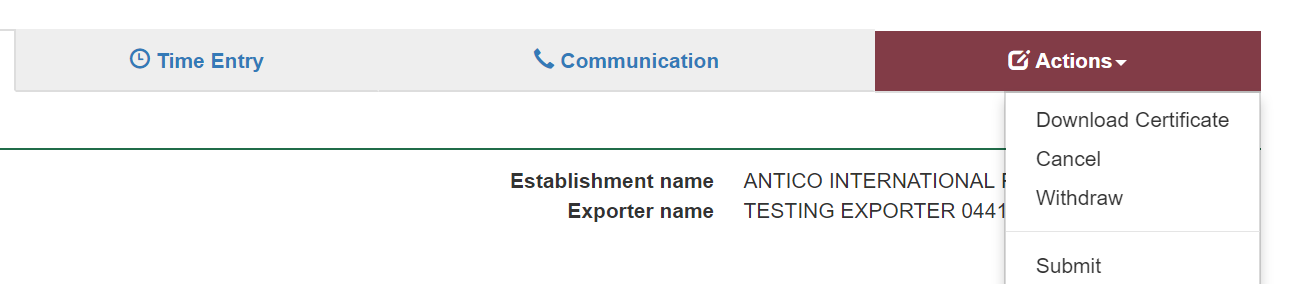 Time Entry
Communication
Actions
Download Certificate
Cancel
Withdraw
Submit
Establishment name ANTICO INTERNATIONAL
Exporter name TESTING EXPORTER 0441